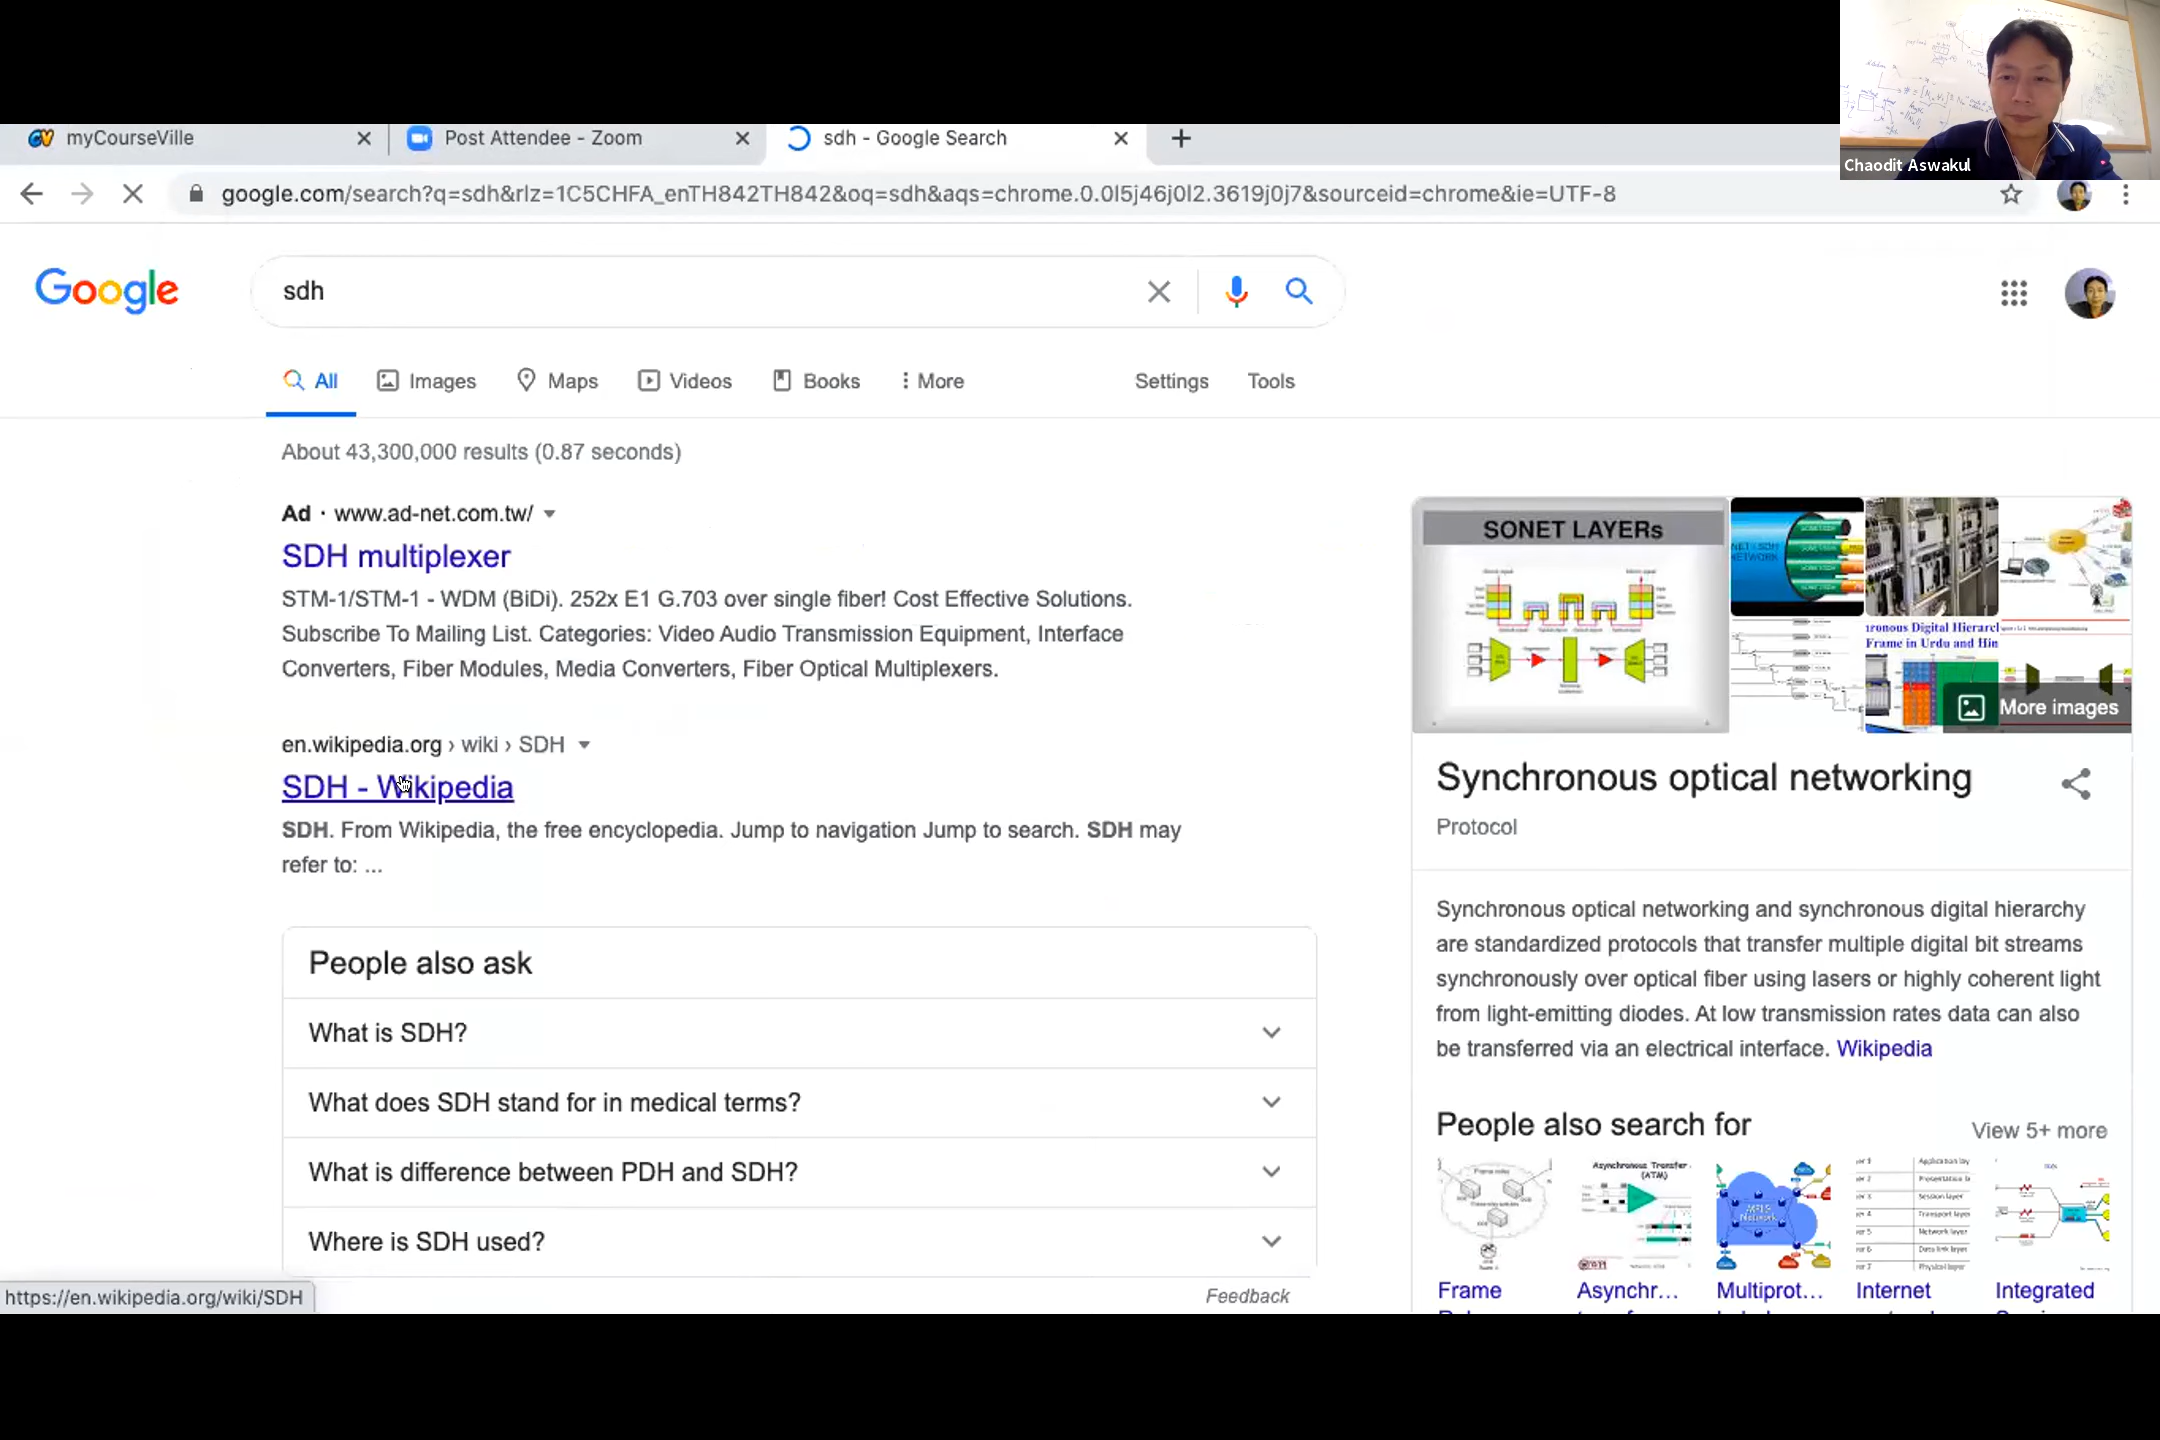 Chaodit Aswakul
myCourseVille
Post Attendee - Zoom
sdh - Google Search
google.com/search?q=sdh&rlz=1C5CHFA_enTH842TH842&oq=sdh&aqs=chrome.0.0l5j46j0l2.3619j0j7&sourceid=chrome&ie=UTF-8
Google
sdh
All
Images
Maps
Videos
Books
More
Settings
Tools
About 43,300,000 results (0.87 seconds)
Ad · www.ad-net.com.tw/
SDH multiplexer
STM-1/STM-1 - WDM (BiDi). 252x E1 G.703 over single fiber! Cost Effective Solutions.
Subscribe To Mailing List. Categories: Video Audio Transmission Equipment, Interface
Converters, Fiber Modules, Media Converters, Fiber Optical Multiplexers.
en.wikipedia.org › wiki › SDH
SDH - Wikipedia
SDH. From Wikipedia, the free encyclopedia. Jump to navigation Jump to search. SDH may
refer to: ...
People also ask
What is SDH?
What does SDH stand for in medical terms?
What is difference between PDH and SDH?
Where is SDH used?
Feedback
https://en.wikipedia.org/wiki/SDH
SONET LAYERs
More images
Synchronous optical networking
Protocol
Synchronous optical networking and synchronous digital hierarchy
are standardized protocols that transfer multiple digital bit streams
synchronously over optical fiber using lasers or highly coherent light
from light-emitting diodes. At low transmission rates data can also
be transferred via an electrical interface. Wikipedia
People also search for
View 5+ more
Asynchronous Transfer
(ATM)
MPLS
Network
Frame
Asynchr...
Multiprot...
Internet
Integrated